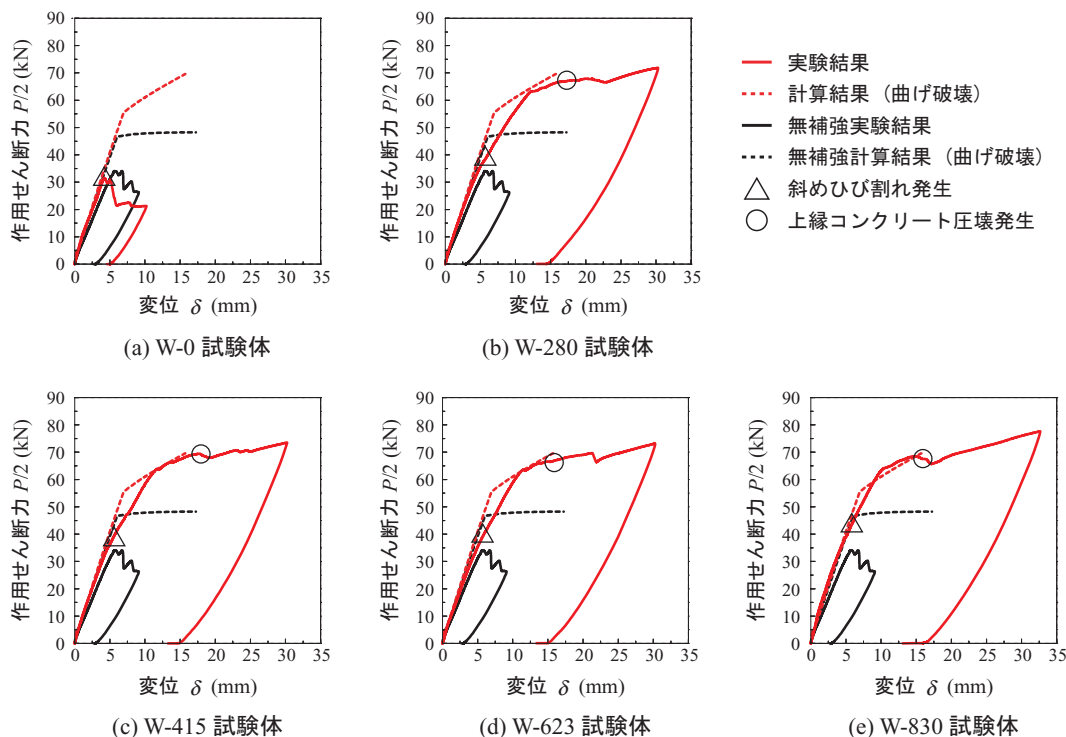 90
80
70
60
50
40
30
20
10
0
0 5 10 15 20 25 30 35
作用せん断力 P/2 (kN)
変位 δ (mm)
(a) W-0 試験体
90
80
70
60
50
40
30
20
10
0
0 5 10 15 20 25 30 35
作用せん断力 P/2 (kN)
変位 δ (mm)
(b) W-280 試験体
実験結果
計算結果（曲げ破壊）
無補強実験結果
無補強計算結果（曲げ破壊）
斜めひび割れ発生
上縁コンクリート圧壊発生
90
80
70
60
50
40
30
20
10
0
0 5 10 15 20 25 30 35
作用せん断力 P/2 (kN)
変位 δ (mm)
(c) W-415 試験体
90
80
70
60
50
40
30
20
10
0
0 5 10 15 20 25 30 35
作用せん断力 P/2 (kN)
変位 δ (mm)
(d) W-623 試験体
90
80
70
60
50
40
30
20
10
0
0 5 10 15 20 25 30 35
作用せん断力 P/2 (kN)
変位 δ (mm)
(e) W-830 試験体